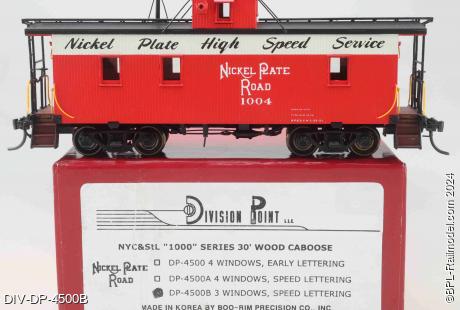 Nickel Plate High Speed Service
NICKEL PLATE
ROAD
1004
DIVISION POINT LLC
NYC&StL "1000" SERIES 30' WOOD CABOOSE
NICKEL PLATE
ROAD
DP-4500 4 WINDOWS, EARLY LETTERING
DP-4500A 4 WINDOWS, SPEED LETTERING
DP-4500B 3 WINDOWS, SPEED LETTERING
MADE IN KOREA BY BOO-RIM PRECISION CO., INC.
DIV-DP-4500B
©BPL-Railmodel.com 2024